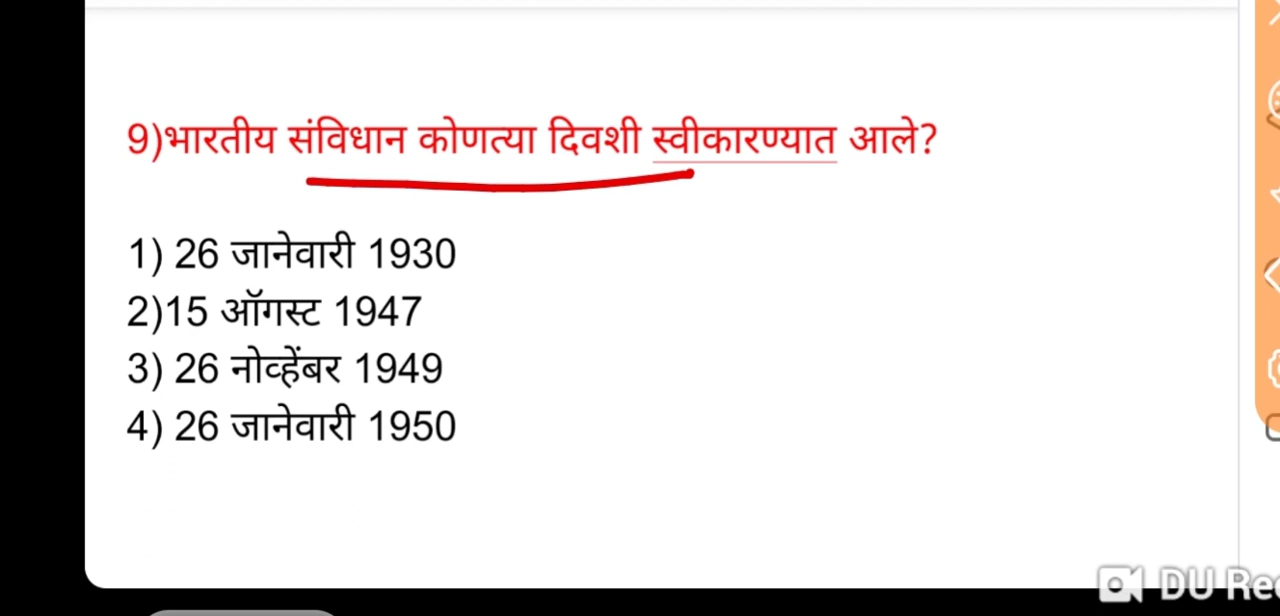 9)भारतीय संविधान कोणत्या दिवशी स्वीकारण्यात आले?
1) 26 जानेवारी 1930
2)15 ऑगस्ट 1947
3) 26 नोव्हेंबर 1949
4) 26 जानेवारी 1950
DU